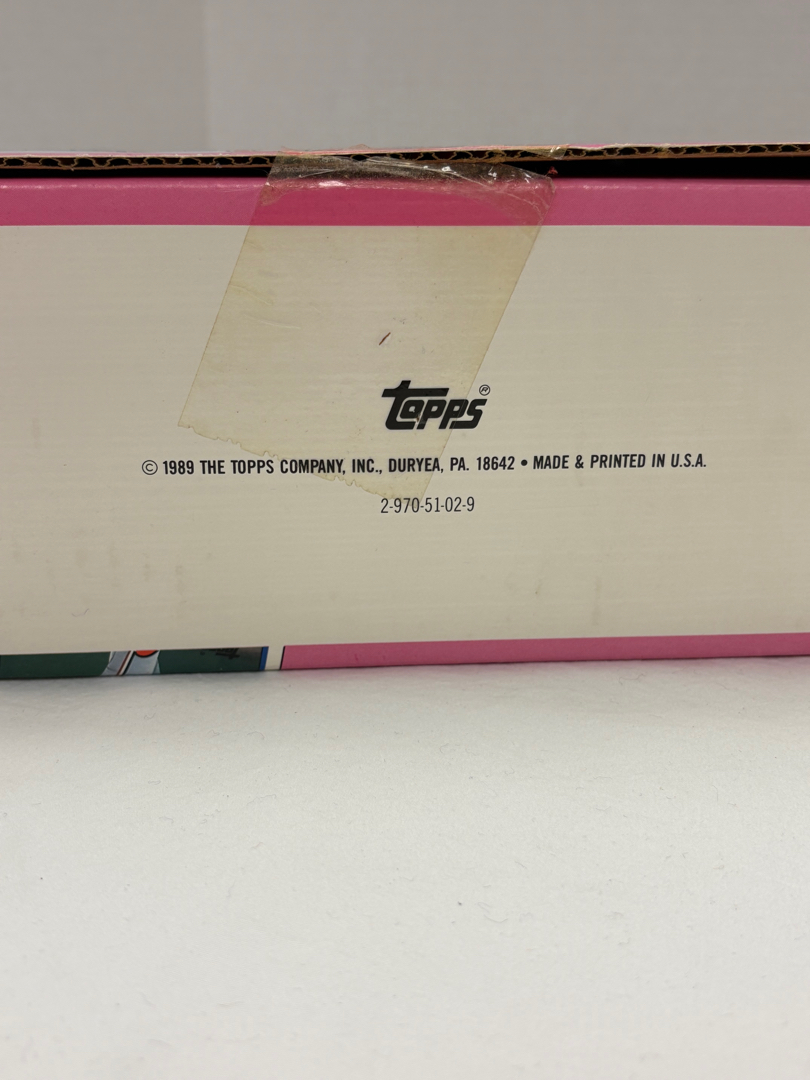 topps®
© 1989 THE TOPPS COMPANY, INC., DURYEA, PA. 18642 • MADE & PRINTED IN U.S.A.
2-970-51-02-9